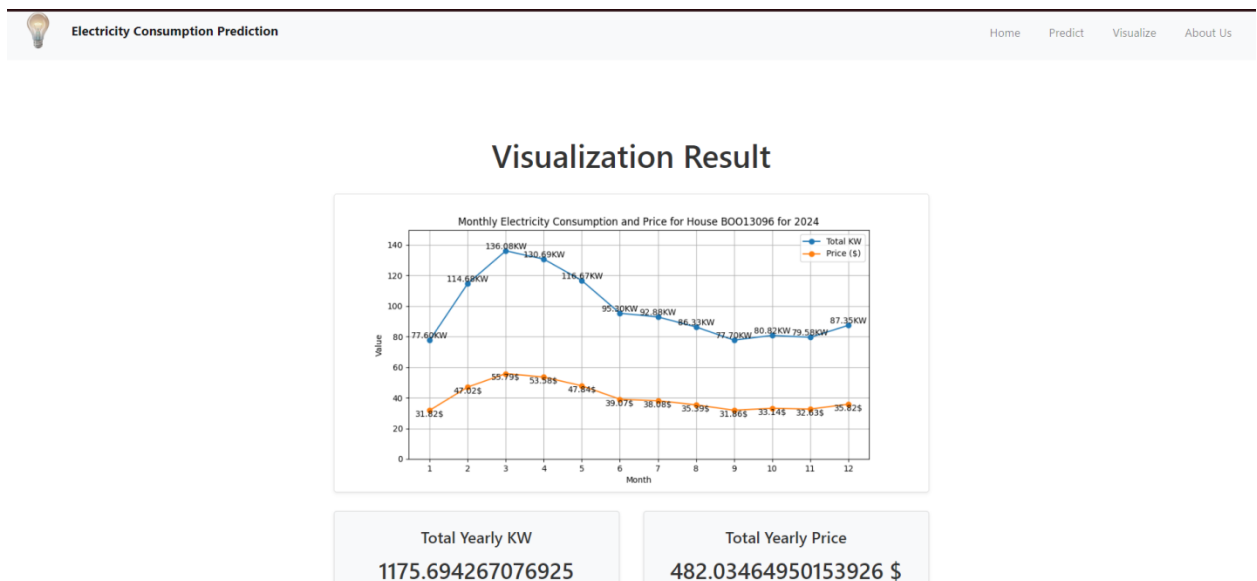 Electricity Consumption Prediction
Home Predict Visualize About Us
Visualization Result
Monthly Electricity Consumption and Price for House BOO13096 for 2024
Total KW
Price ($)
Value
140
120
100
80
60
40
20
0
77.60KW 114.68KW 136.08KW 130.69KW 116.67KW 95.30KW 92.88KW 86.33KW 77.70KW 80.82KW 79.58KW 87.35KW
31.82$ 47.02$ 55.79$ 53.58$ 47.84$ 39.07$ 38.08$ 35.39$ 31.86$ 33.14$ 32.63$ 35.82$
1 2 3 4 5 6 7 8 9 10 11 12
Month
Total Yearly KW
1175.694267076925
Total Yearly Price
482.03464950153926 $